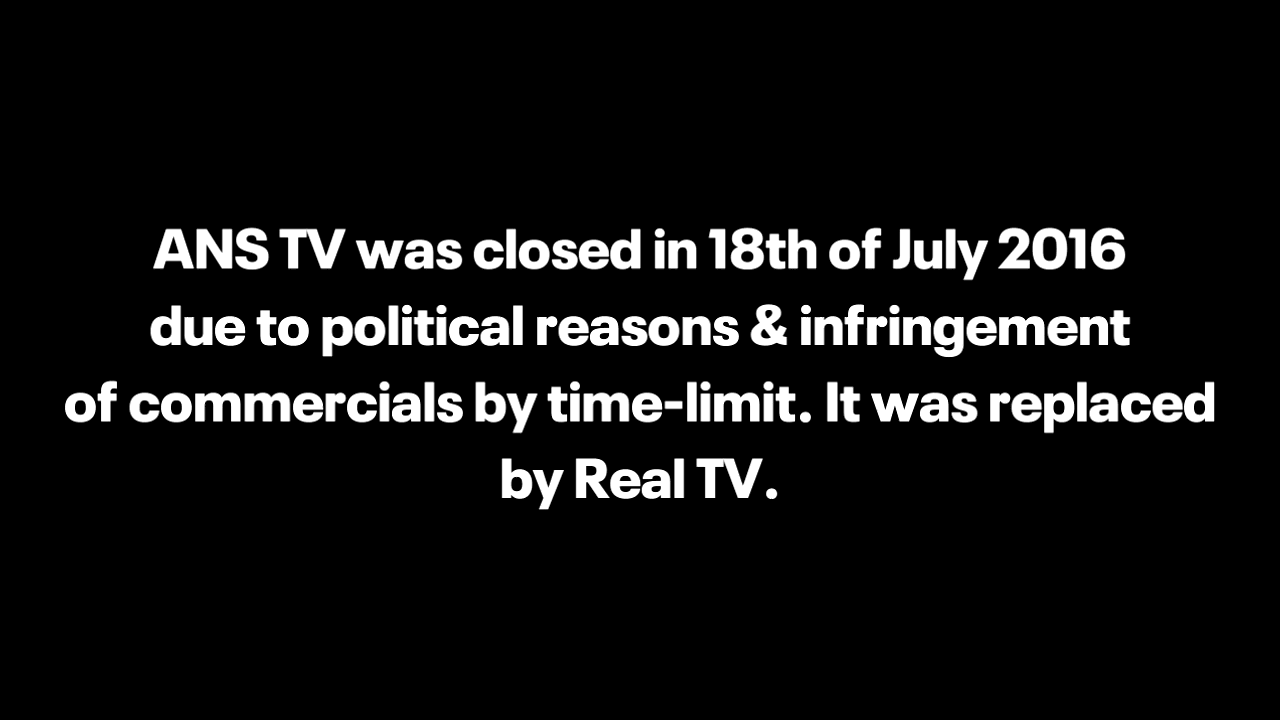 ANS TV was closed in 18th of July 2016
due to political reasons & infringement
of commercials by time-limit. It was replaced
by Real TV.